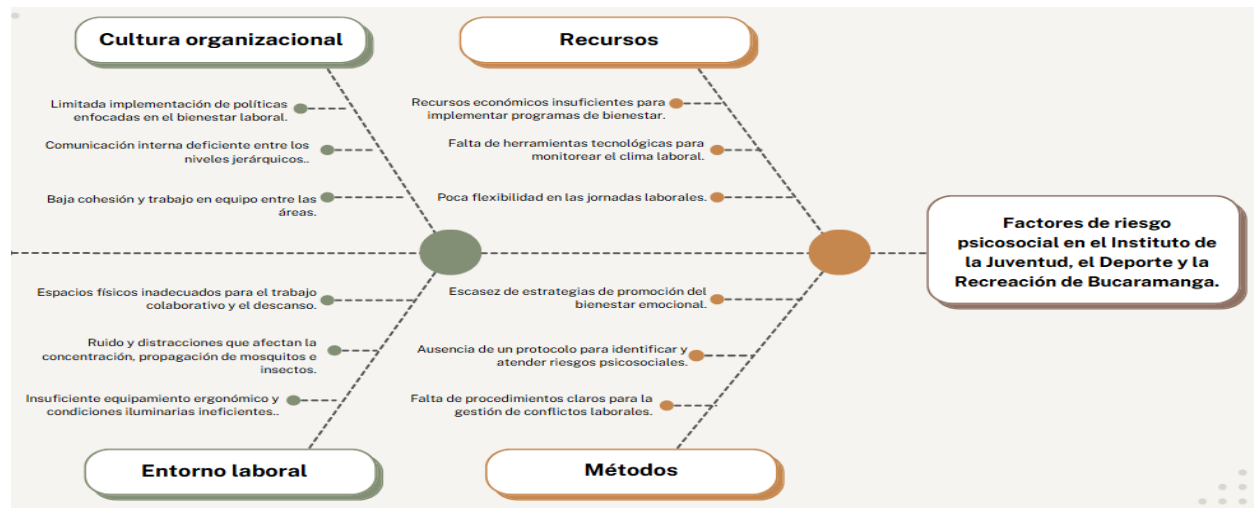 Cultura organizacional
Limitada implementación de políticas
enfocadas en el bienestar laboral.
Comunicación interna deficiente entre los
niveles jerárquicos..
Baja cohesión y trabajo en equipo entre las
áreas.
Recursos
Recursos económicos insuficientes para
implementar programas de bienestar.
Falta de herramientas tecnológicas para
monitorear el clima laboral.
Poca flexibilidad en las jornadas laborales.
Factores de riesgo
psicosocial en el Instituto de
la Juventud, el Deporte y la
Recreación de Bucaramanga.
Espacios físicos inadecuados para el trabajo
colaborativo y el descanso.
Ruido y distracciones que afectan la
concentración, propagación de mosquitos e
insectos.
Insuficiente equipamiento ergonómico y
condiciones iluminarias ineficientes..
Entorno laboral
Escasez de estrategias de promoción del
bienestar emocional.
Ausencia de un protocolo para identificar y
atender riesgos psicosociales.
Falta de procedimientos claros para la
gestión de conflictos laborales.
Métodos